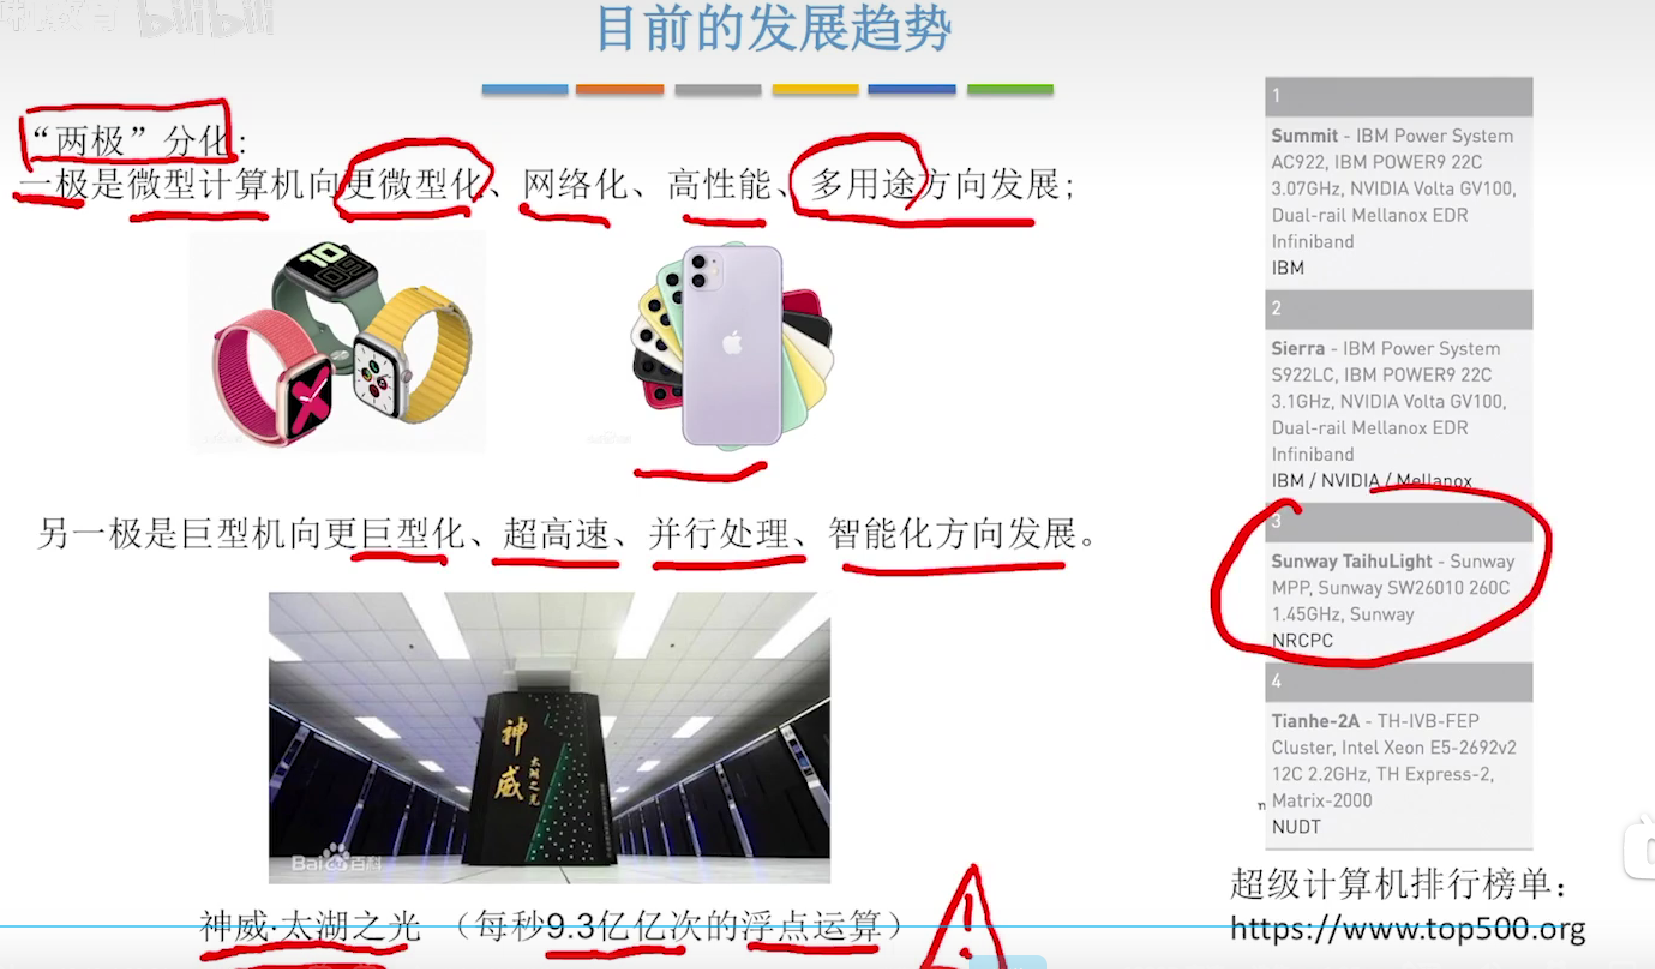 bilibili
目前的发展趋势
“两极”分化：
一极是微型计算机向更微型化、网络化、高性能、多用途方向发展；
10
另一极是巨型机向更巨型化、超高速、并行处理、智能化方向发展。
神威
太湖之光
Bai百科
神威·太湖之光 （每秒9.3亿亿次的浮点运算）
1
Summit - IBM Power System
AC922, IBM POWER9 22C
3.07GHz, NVIDIA Volta GV100,
Dual-rail Mellanox EDR
Infiniband
IBM
2
Sierra - IBM Power System
S922LC, IBM POWER9 22C
3.1GHz, NVIDIA Volta GV100,
Dual-rail Mellanox EDR
Infiniband
IBM / NVIDIA / Mellanox
3
Sunway TaihuLight - Sunway
MPP, Sunway SW26010 260C
1.45GHz, Sunway
NRCPC
4
Tianhe-2A - TH-IVB-FEP
Cluster, Intel Xeon E5-2692v2
12C 2.2GHz, TH Express-2,
Matrix-2000
NUDT
超级计算机排行榜单：
https://www.top500.org